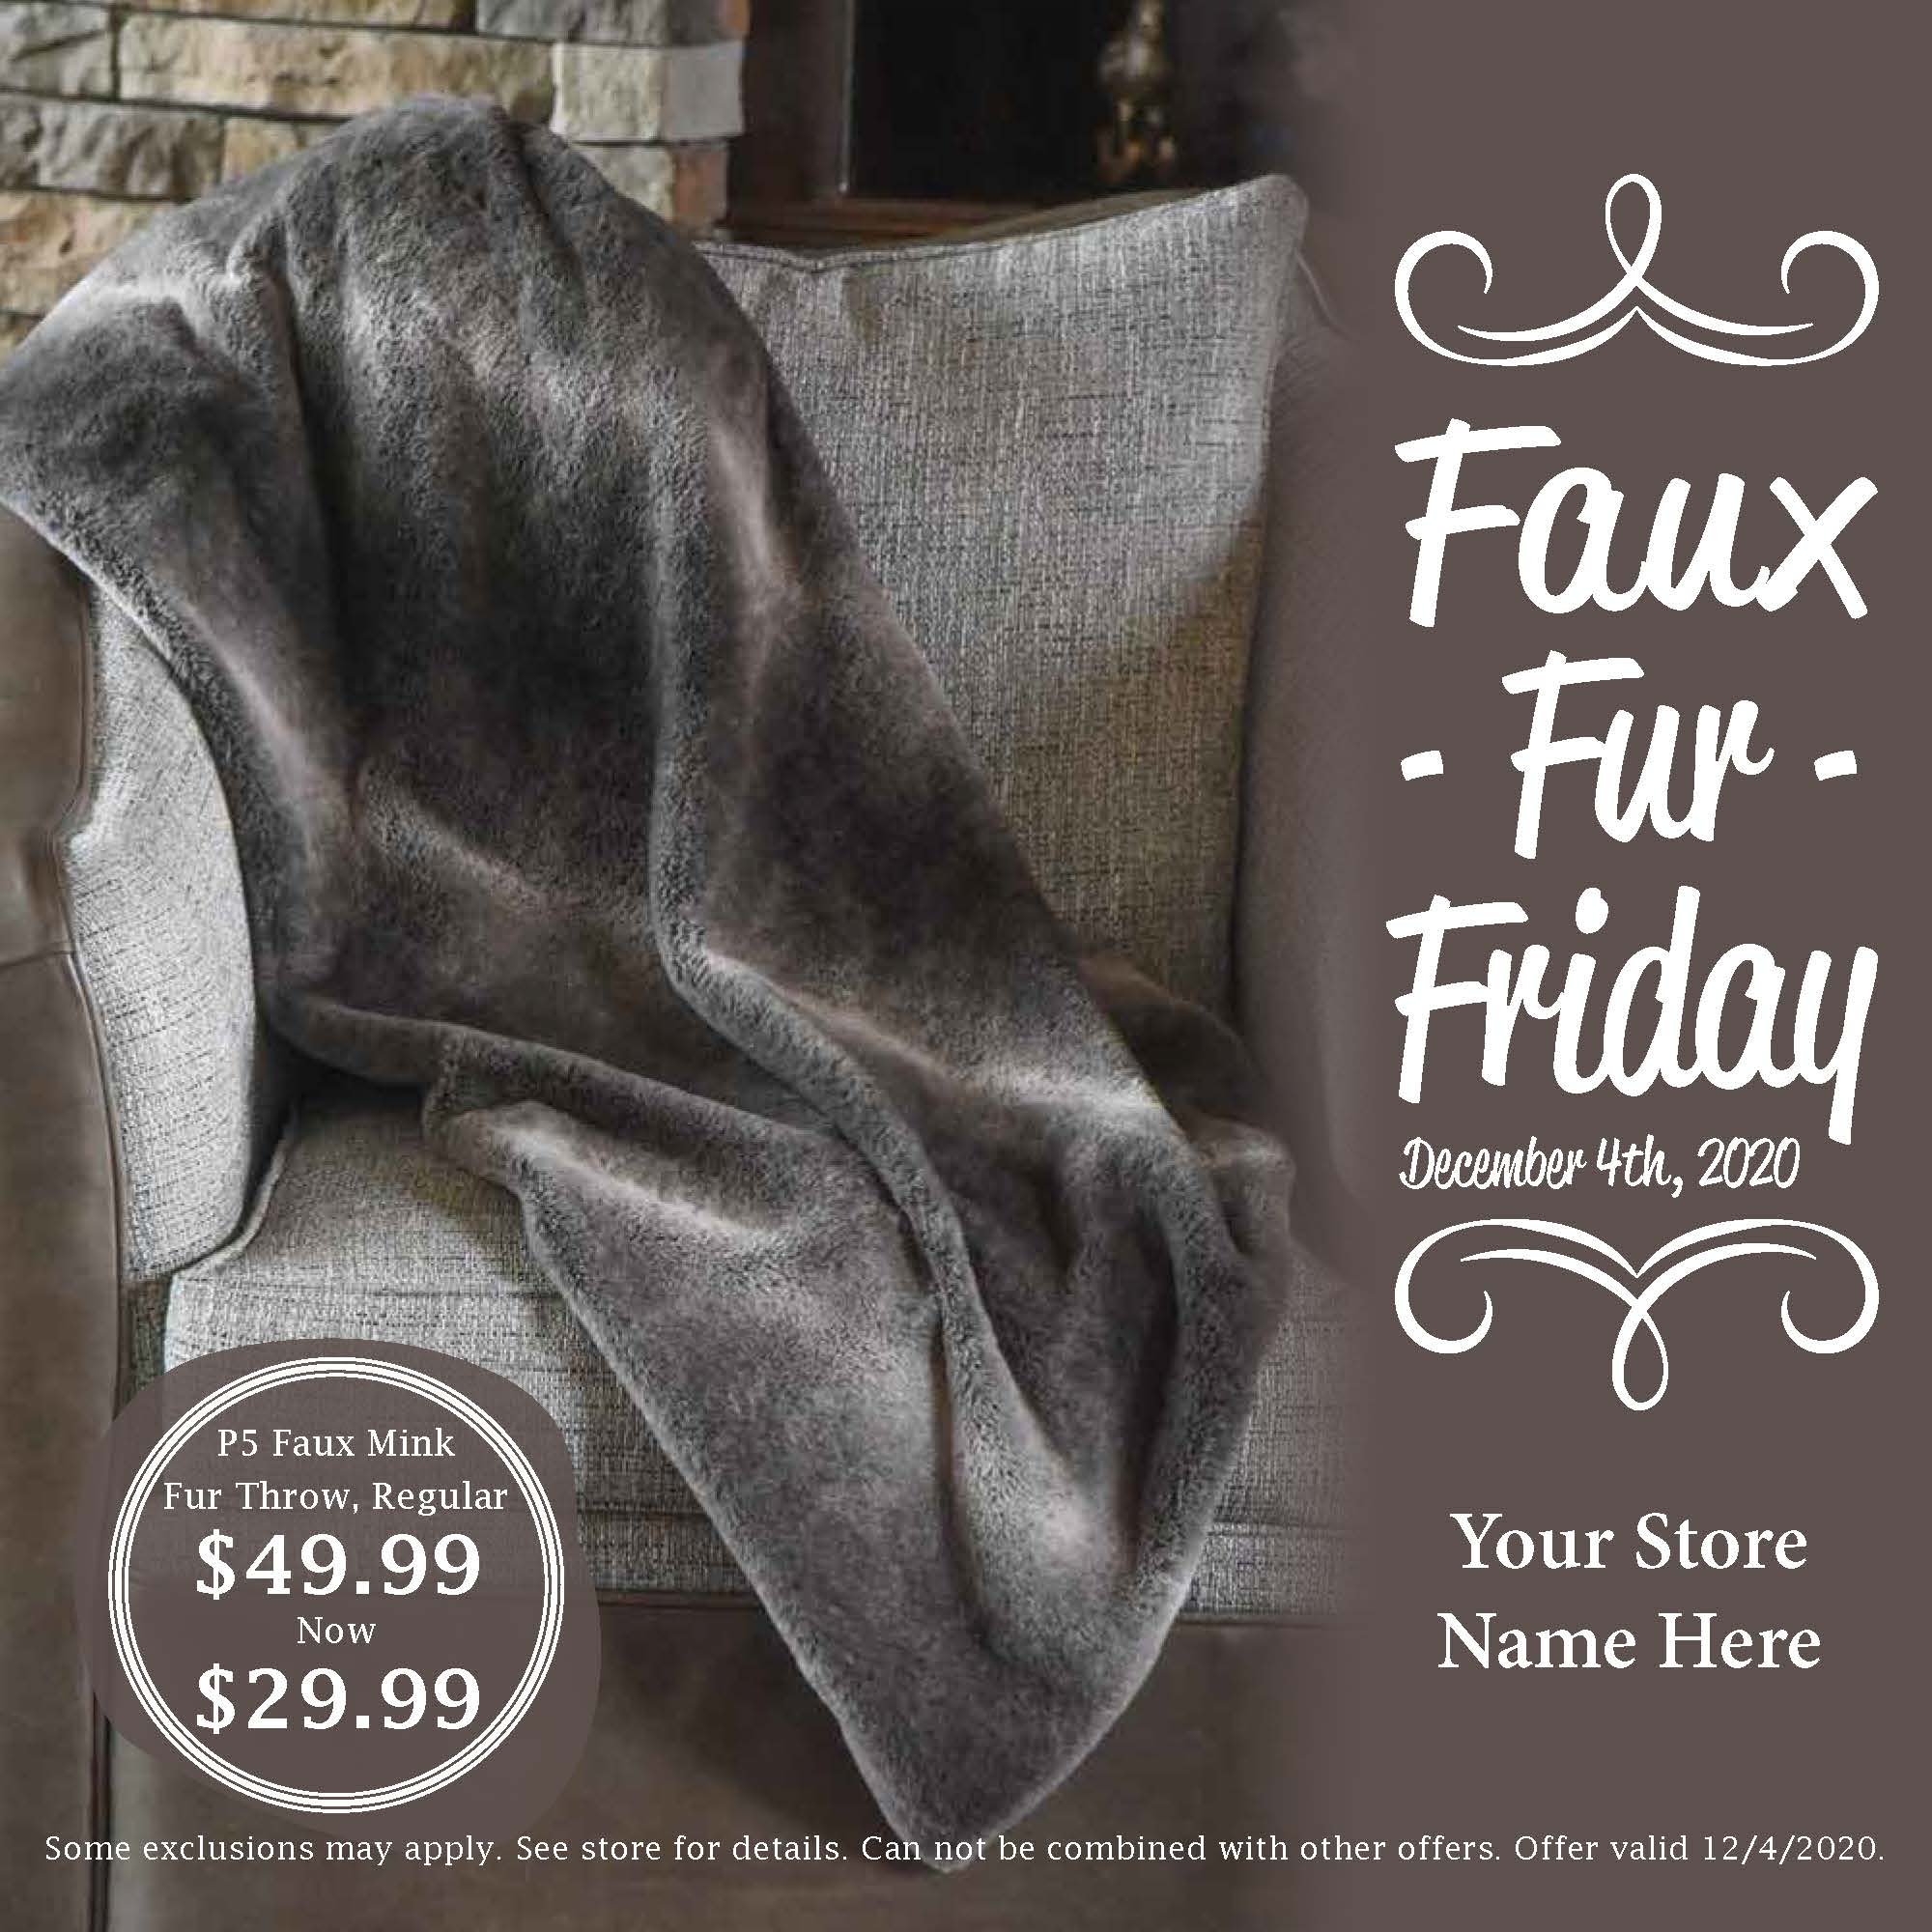 Faux
- Fur -
Friday
December 4th, 2020
Your Store
Name Here
P5 Faux Mink
Fur Throw, Regular
$49.99
Now
$29.99
Some exclusions may apply. See store for details. Can not be combined with other offers. Offer valid 12/4/2020.